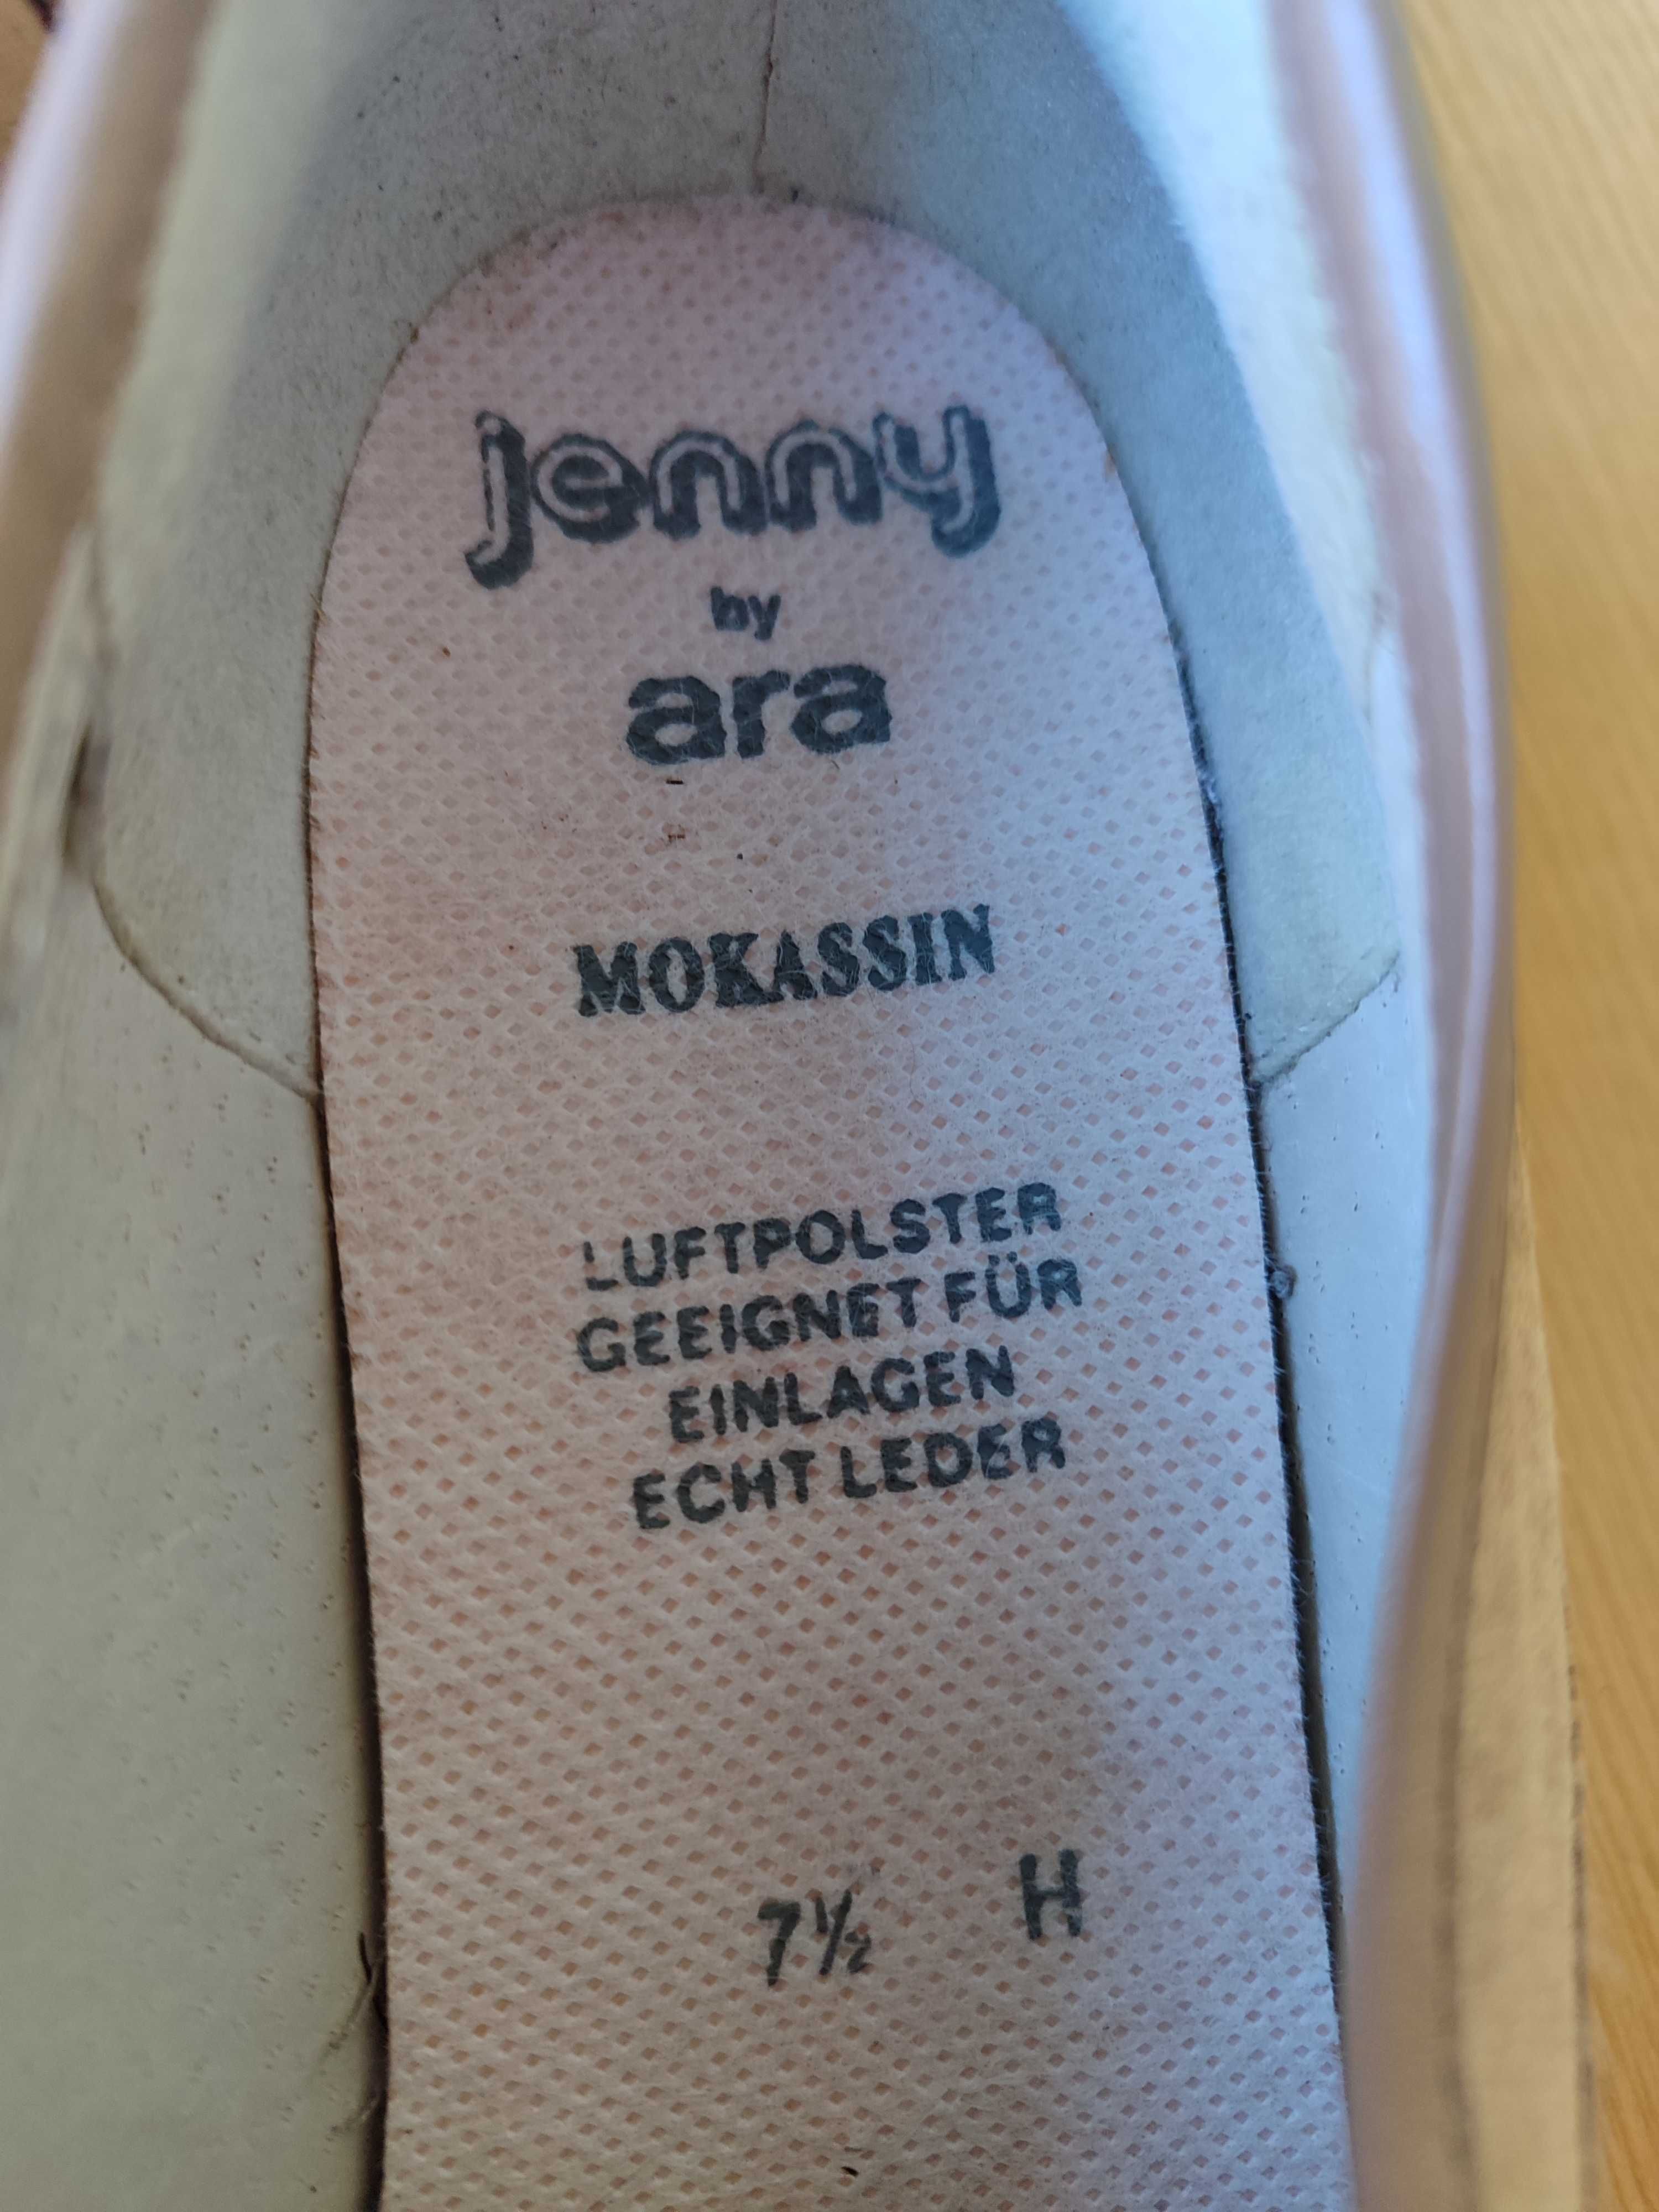 jenny
by
ara
MOKASSIN
LUFTPOLSTER
GEEIGNET FÜR
EINLAGEN
ECHT LEDER
7½ H